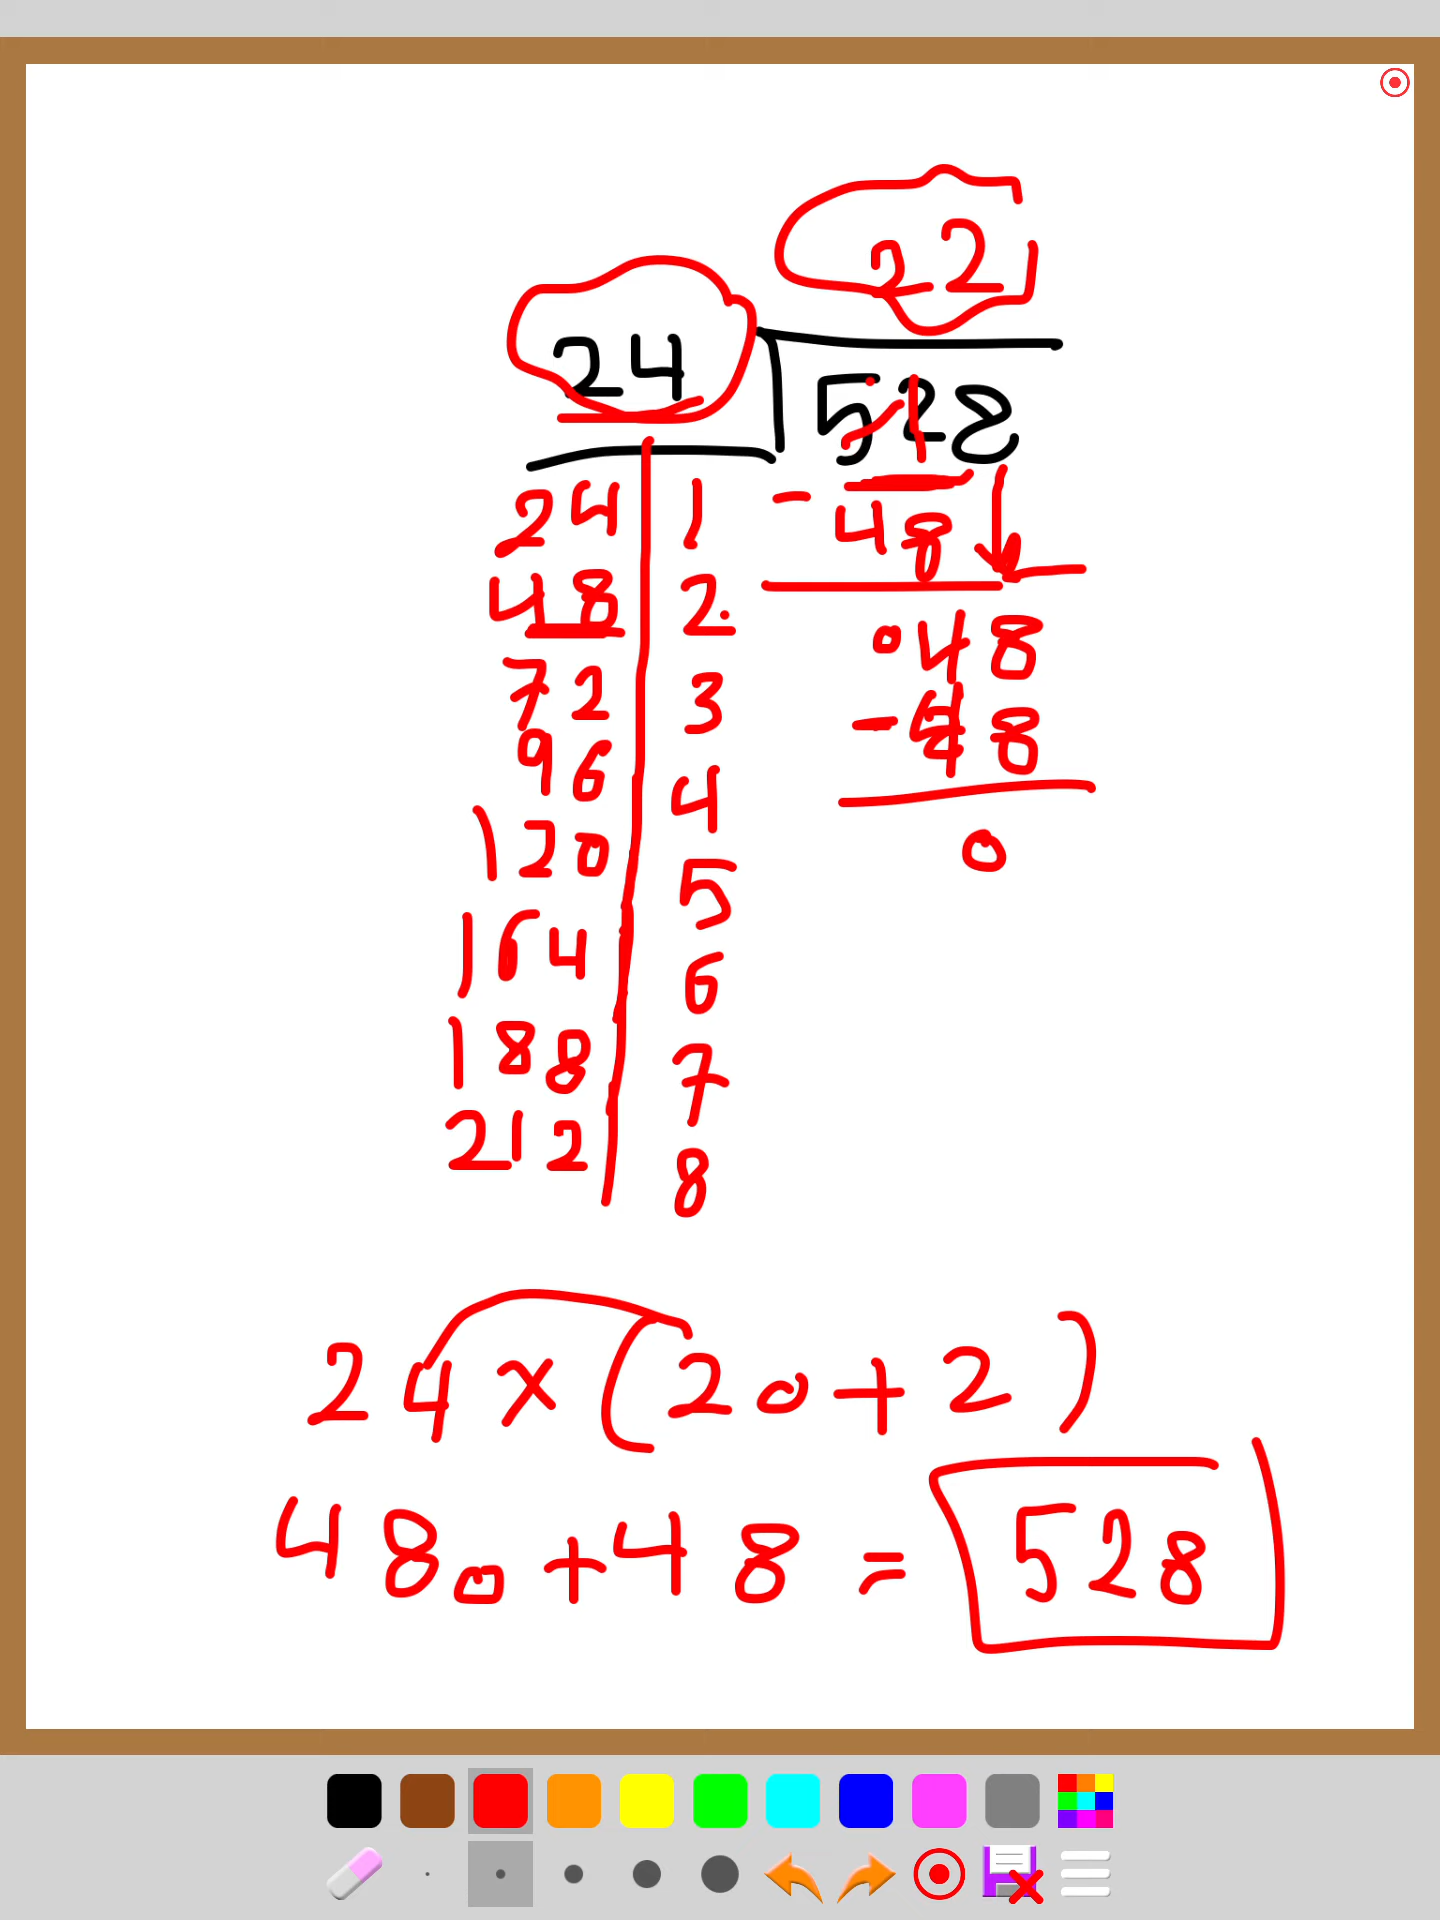 22
24 528
24 1 - 48
48 2 048
72 3 - 48
96 4 0
120 5
164 6
188 7
212 8
24 × (20 + 2)
480 + 48 = 528